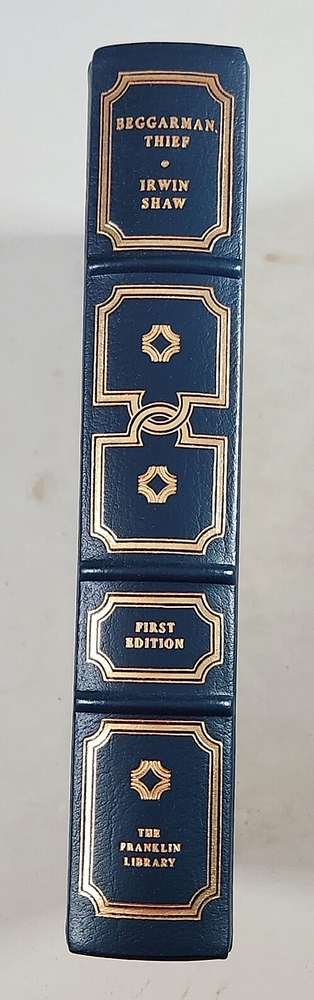 BEGGARMAN,
THIEF
IRWIN
SHAW
FIRST
EDITION
THE
FRANKLIN
LIBRARY